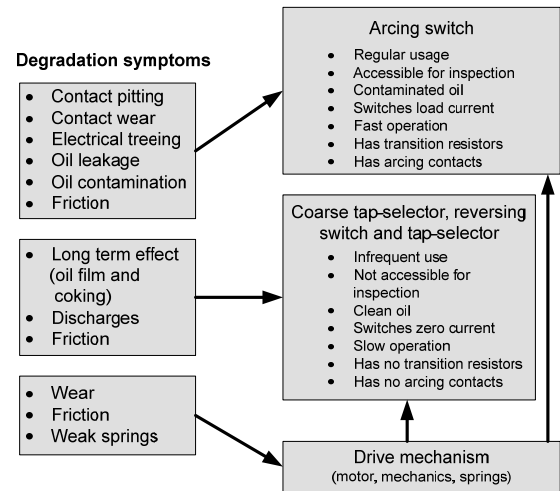 Degradation symptoms
• Contact pitting
• Contact wear
• Electrical treeing
• Oil leakage
• Oil contamination
• Friction
• Long term effect
(oil film and
coking)
• Discharges
• Friction
• Wear
• Friction
• Weak springs
Arcing switch
• Regular usage
• Accessible for inspection
• Contaminated oil
• Switches load current
• Fast operation
• Has transition resistors
• Has arcing contacts
Coarse tap-selector, reversing
switch and tap-selector
• Infrequent use
• Not accessible for
inspection
• Clean oil
• Switches zero current
• Slow operation
• Has no transition resistors
• Has no arcing contacts
Drive mechanism
(motor, mechanics, springs)